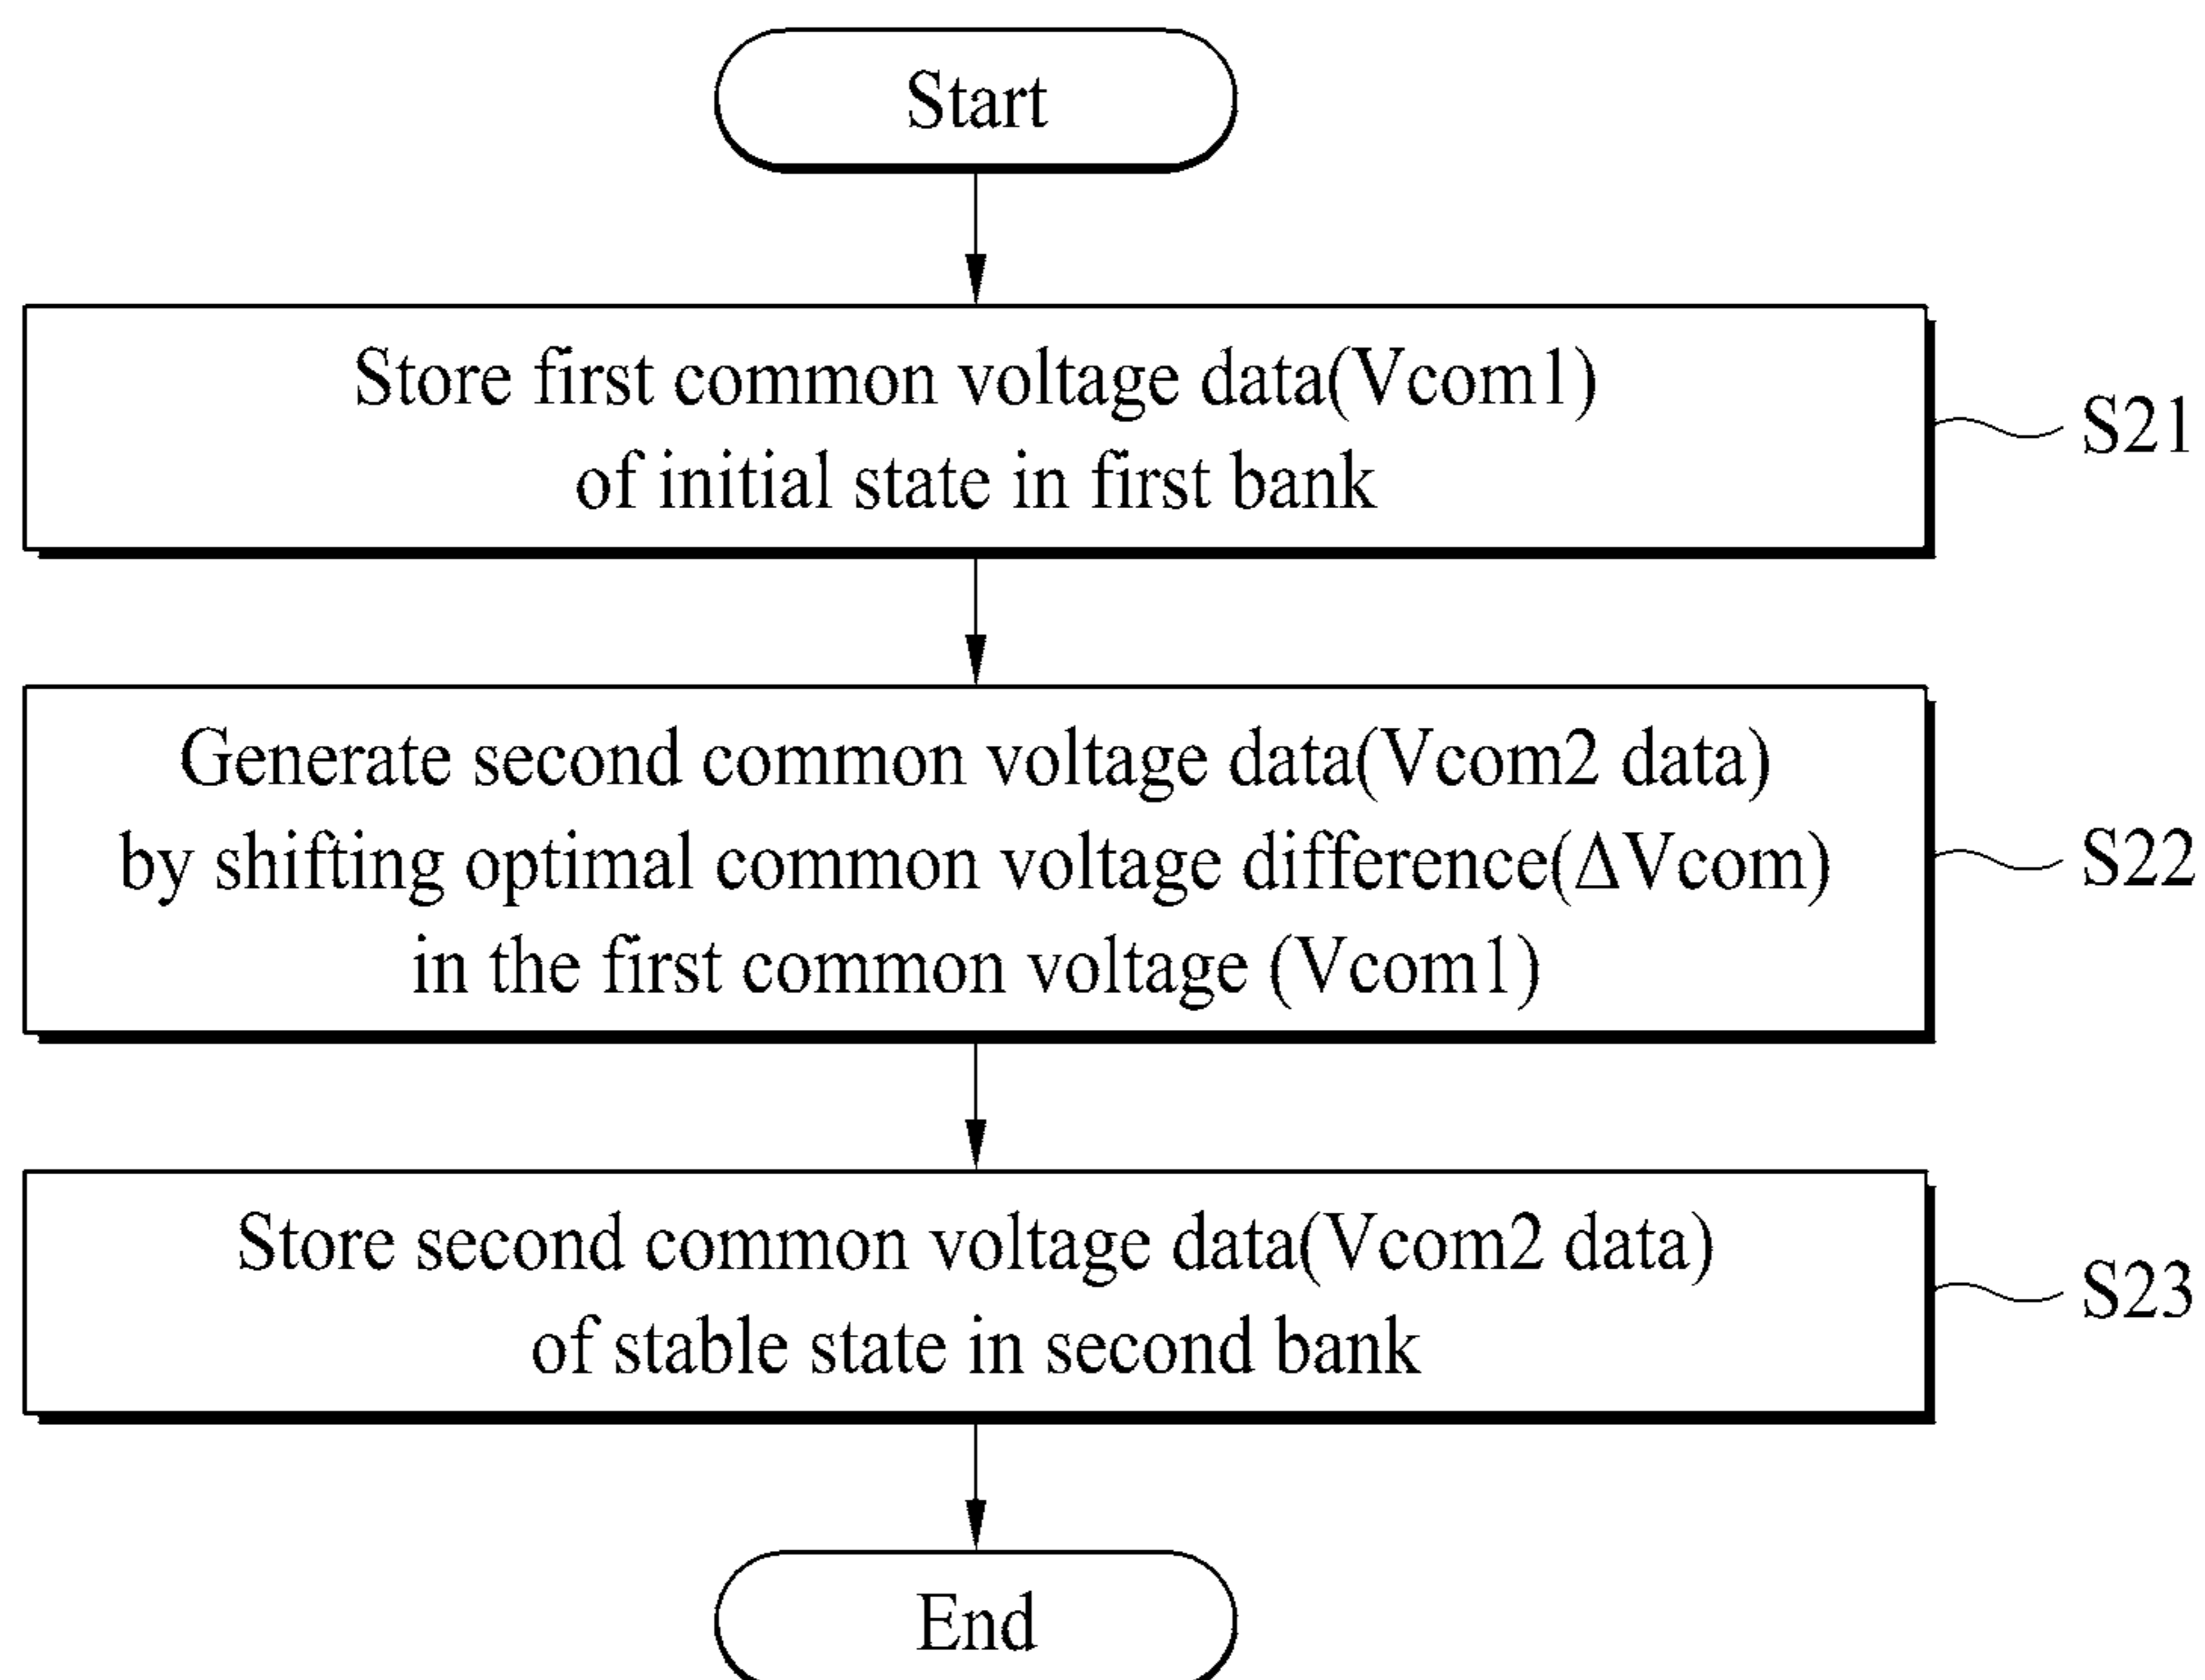 Start
Store first common voltage data(Vcom1)
of initial state in first bank
S21
Generate second common voltage data(Vcom2 data)
by shifting optimal common voltage difference(ΔVcom)
in the first common voltage (Vcom1)
S22
Store second common voltage data(Vcom2 data)
of stable state in second bank
S23
End